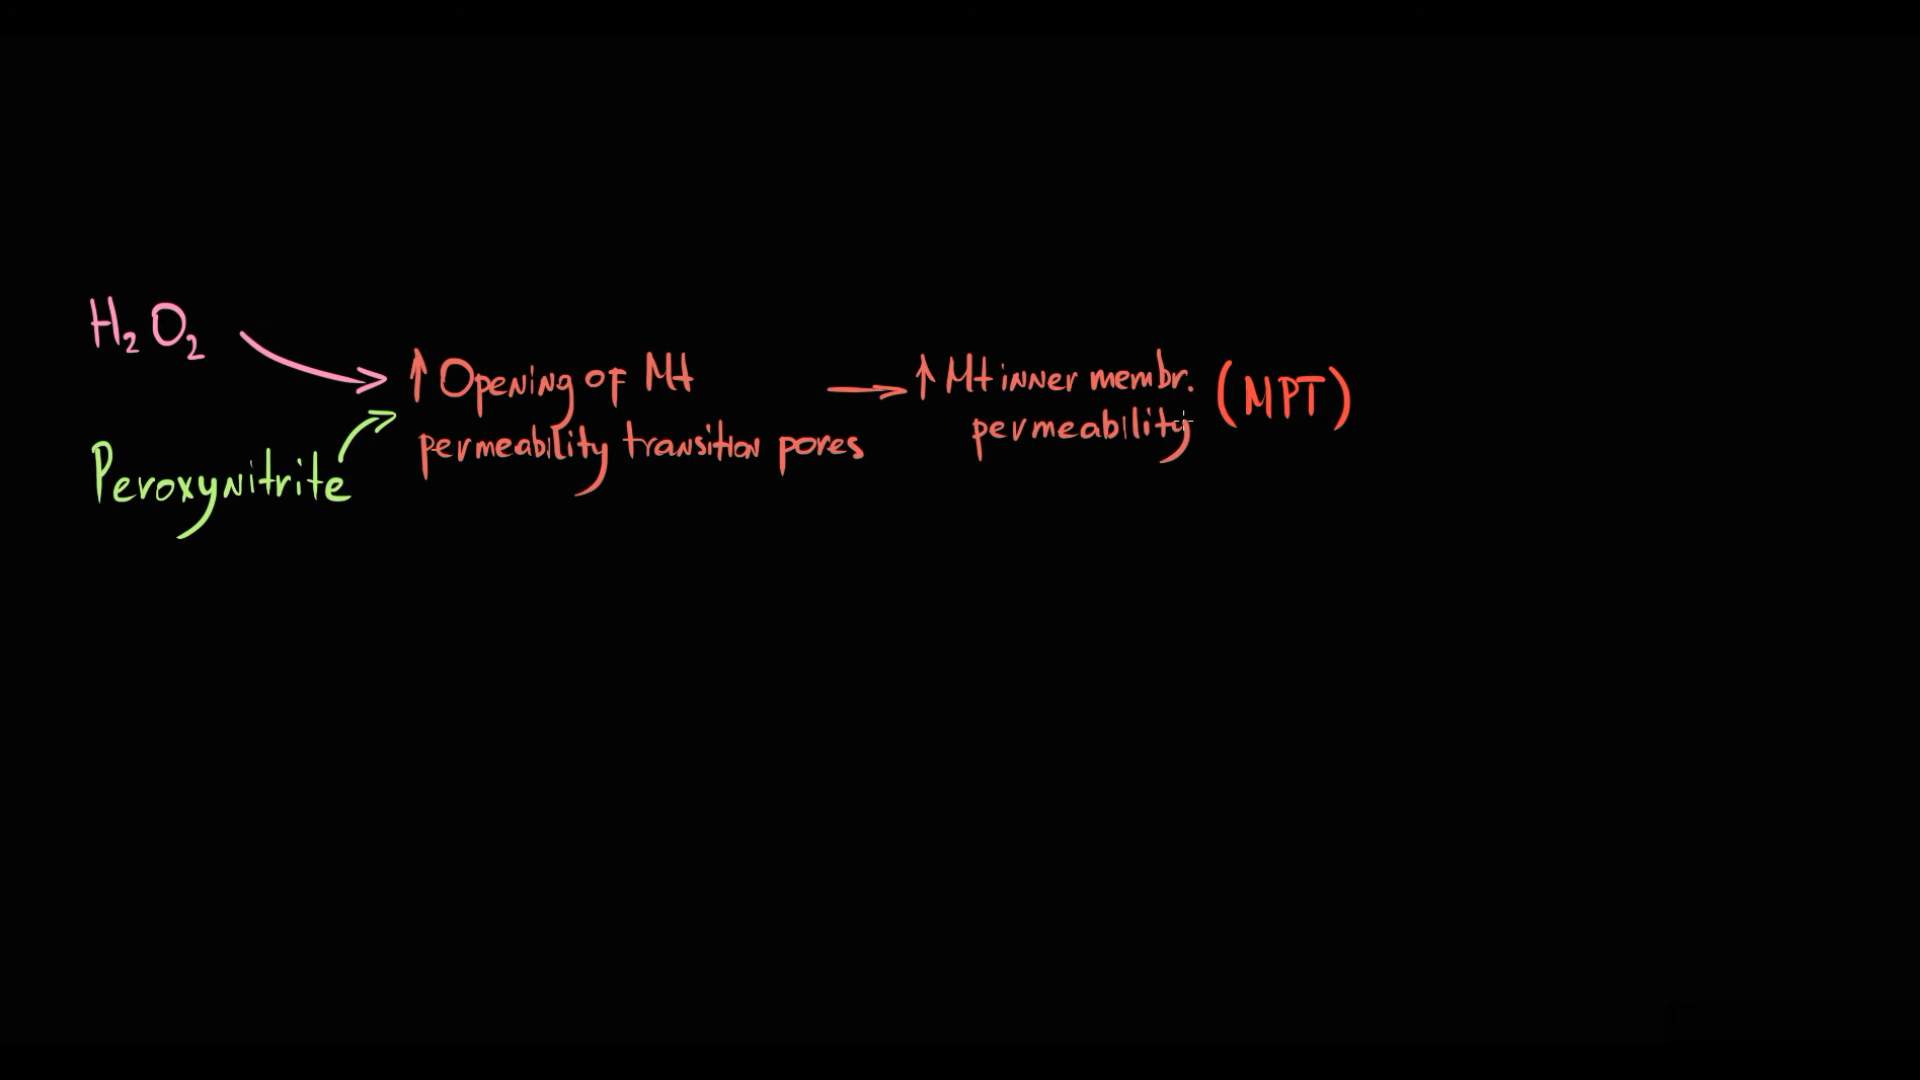 H₂O₂
Peroxynitrite
↑ Opening of Mt
permeability transition pores
→ ↑ Mt inner membr.
permeability
(MPT)